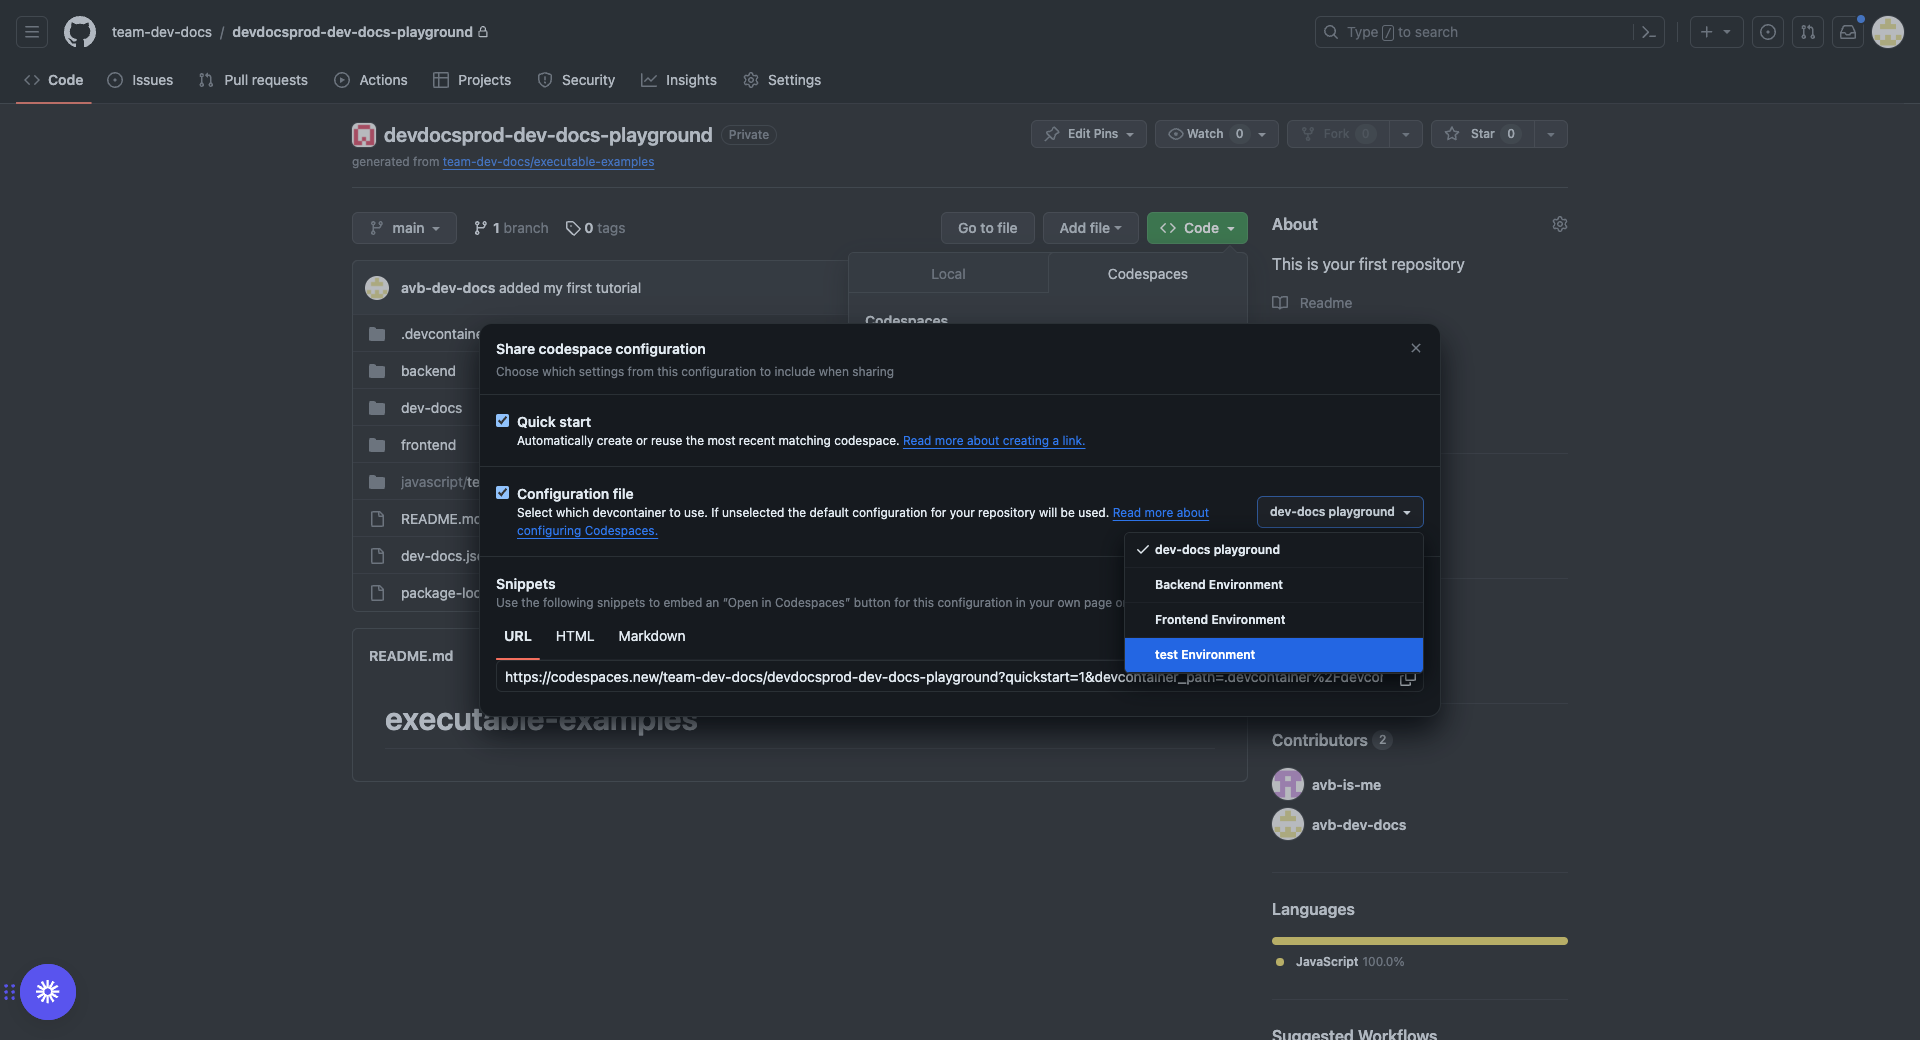 team-dev-docs / devdocsprod-dev-docs-playground
Type / to search
Code
Issues
Pull requests
Actions
Projects
Security
Insights
Settings
devdocsprod-dev-docs-playground Private
generated from team-dev-docs/executable-examples
Edit Pins
Watch 0
Fork 0
Star 0
main
1 branch
0 tags
Go to file
Add file
Code
Local
Codespaces
Codespaces
avb-dev-docs added my first tutorial
.devcontaine
backend
dev-docs
frontend
javascript/te
README.md
dev-docs.js
package-loc
README.md
executable-examples
Share codespace configuration
Choose which settings from this configuration to include when sharing
Quick start
Automatically create or reuse the most recent matching codespace. Read more about creating a link.
Configuration file
Select which devcontainer to use. If unselected the default configuration for your repository will be used. Read more about
configuring Codespaces.
dev-docs playground
dev-docs playground
Backend Environment
Frontend Environment
test Environment
Snippets
Use the following snippets to embed an “Open in Codespaces” button for this configuration in your own page o
URL
HTML
Markdown
https://codespaces.new/team-dev-docs/devdocsprod-dev-docs-playground?quickstart=1&devcontainer_path=.devcontainer%2Fdevcor
About
This is your first repository
Readme
Contributors 2
avb-is-me
avb-dev-docs
Languages
JavaScript 100.0%
Suggested Workflows